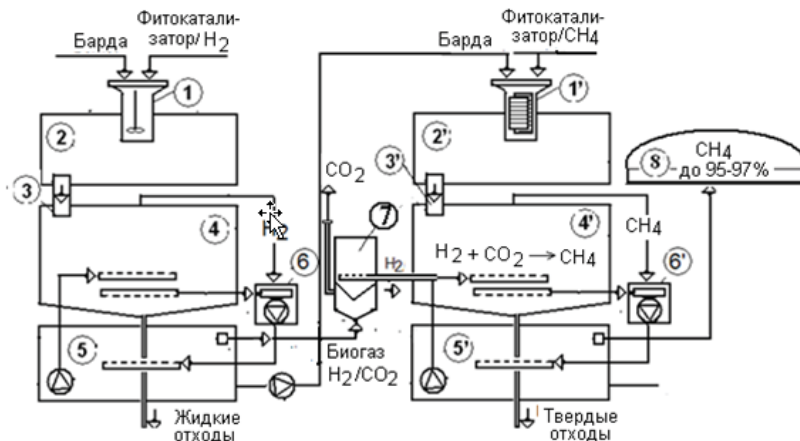 Барда
Фитокатали-
затор/H2
1
2
3
4
5
6
H2
CO2
7
H2
Биогаз
H2/CO2
Жидкие
отходы
Барда
Фитокатали-
затор/CH4
1'
2'
3'
4'
H2 + CO2 → CH4
CH4
5'
6'
8
CH4
до 95-97%
Твердые
отходы